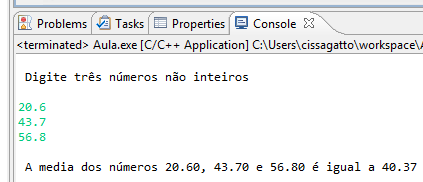 Problems Tasks Properties Console
<terminated> Aula.exe [C/C++ Application] C:\Users\cissagatto\workspace\
Digite três números não inteiros
20.6
43.7
56.8
A media dos números 20.60, 43.70 e 56.80 é igual a 40.37